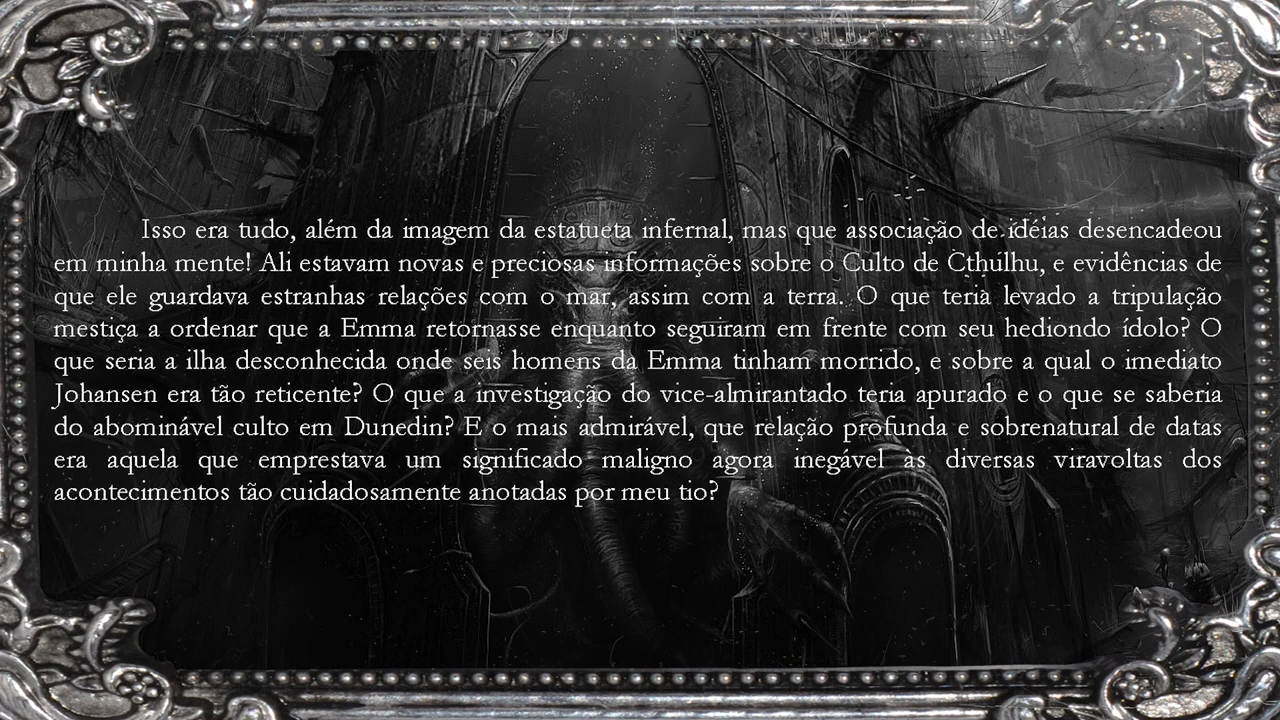 Isso era tudo, além da imagem da estatueta infernal, mas que associação de idéias desencadeou
em minha mente! Ali estavam novas e preciosas informações sobre o Culto de Cthulhu, e evidências de
que ele guardava estranhas relações com o mar, assim com a terra. O que teria levado a tripulação
mestiça a ordenar que a Emma retornasse enquanto seguiram em frente com seu hediondo ídolo? O
que seria a ilha desconhecida onde seis homens da Emma tinham morrido, e sobre a qual o imediato
Johansen era tão reticente? O que a investigação do vice-almirantado teria apurado e o que se saberia
do abominável culto em Dunedin? E o mais admirável, que relação profunda e sobrenatural de datas
era aquela que emprestava um significado maligno agora inegável às diversas viravoltas dos
acontecimentos tão cuidadosamente anotadas por meu tio?